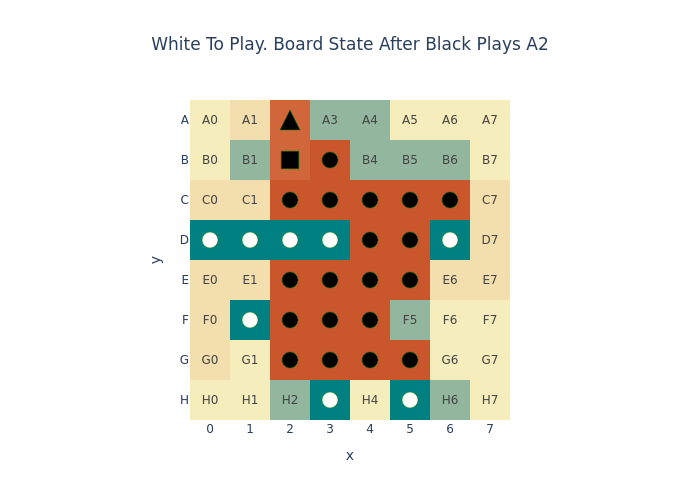 White To Play. Board State After Black Plays A2
A A0 A1 A3 A4 A5 A6 A7
B B0 B1 B4 B5 B6 B7
C C0 C1 C7
D D7
y
E E0 E1 E6 E7
F F0 F5 F6 F7
G G0 G1 G6 G7
H H0 H1 H2 H4 H6 H7
0 1 2 3 4 5 6 7
x